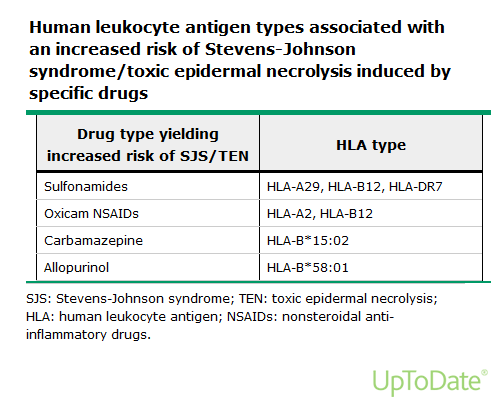 Human leukocyte antigen types associated with
an increased risk of Stevens-Johnson
syndrome/toxic epidermal necrolysis induced by
specific drugs
Drug type yielding
increased risk of SJS/TEN
HLA type
Sulfonamides
HLA-A29, HLA-B12, HLA-DR7
Oxicam NSAIDs
HLA-A2, HLA-B12
Carbamazepine
HLA-B*15:02
Allopurinol
HLA-B*58:01
SJS: Stevens-Johnson syndrome; TEN: toxic epidermal necrolysis;
HLA: human leukocyte antigen; NSAIDs: nonsteroidal anti-
inflammatory drugs.
UpToDate®